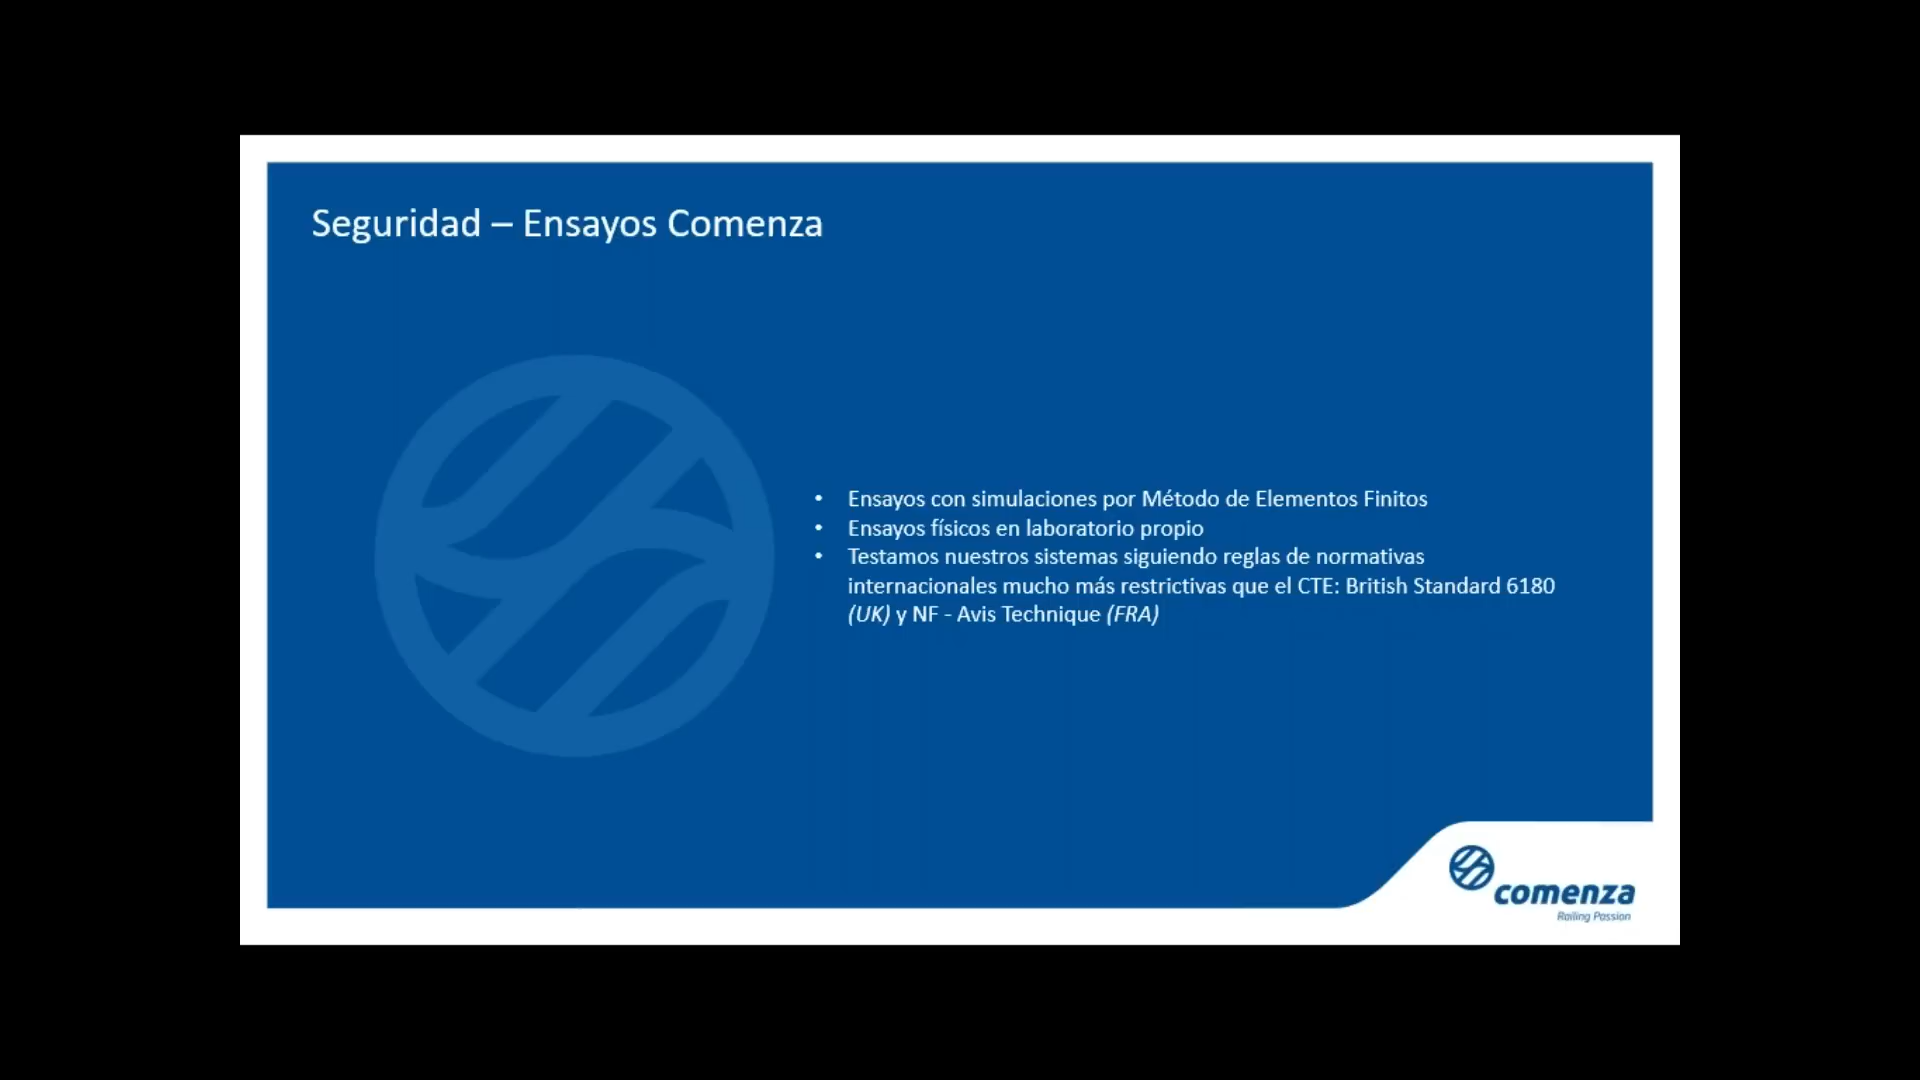 Seguridad – Ensayos Comenza
• Ensayos con simulaciones por Método de Elementos Finitos
• Ensayos físicos en laboratorio propio
• Testamos nuestros sistemas siguiendo reglas de normativas
internacionales mucho más restrictivas que el CTE: British Standard 6180
(UK) y NF - Avis Technique (FRA)
comenza
Railing Passion